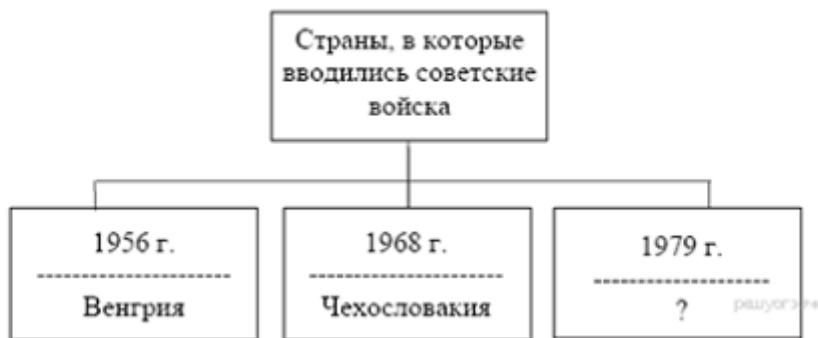 Страны, в которые
вводились советские
войска
1956 г.
Венгрия
1968 г.
Чехословакия
1979 г.
?